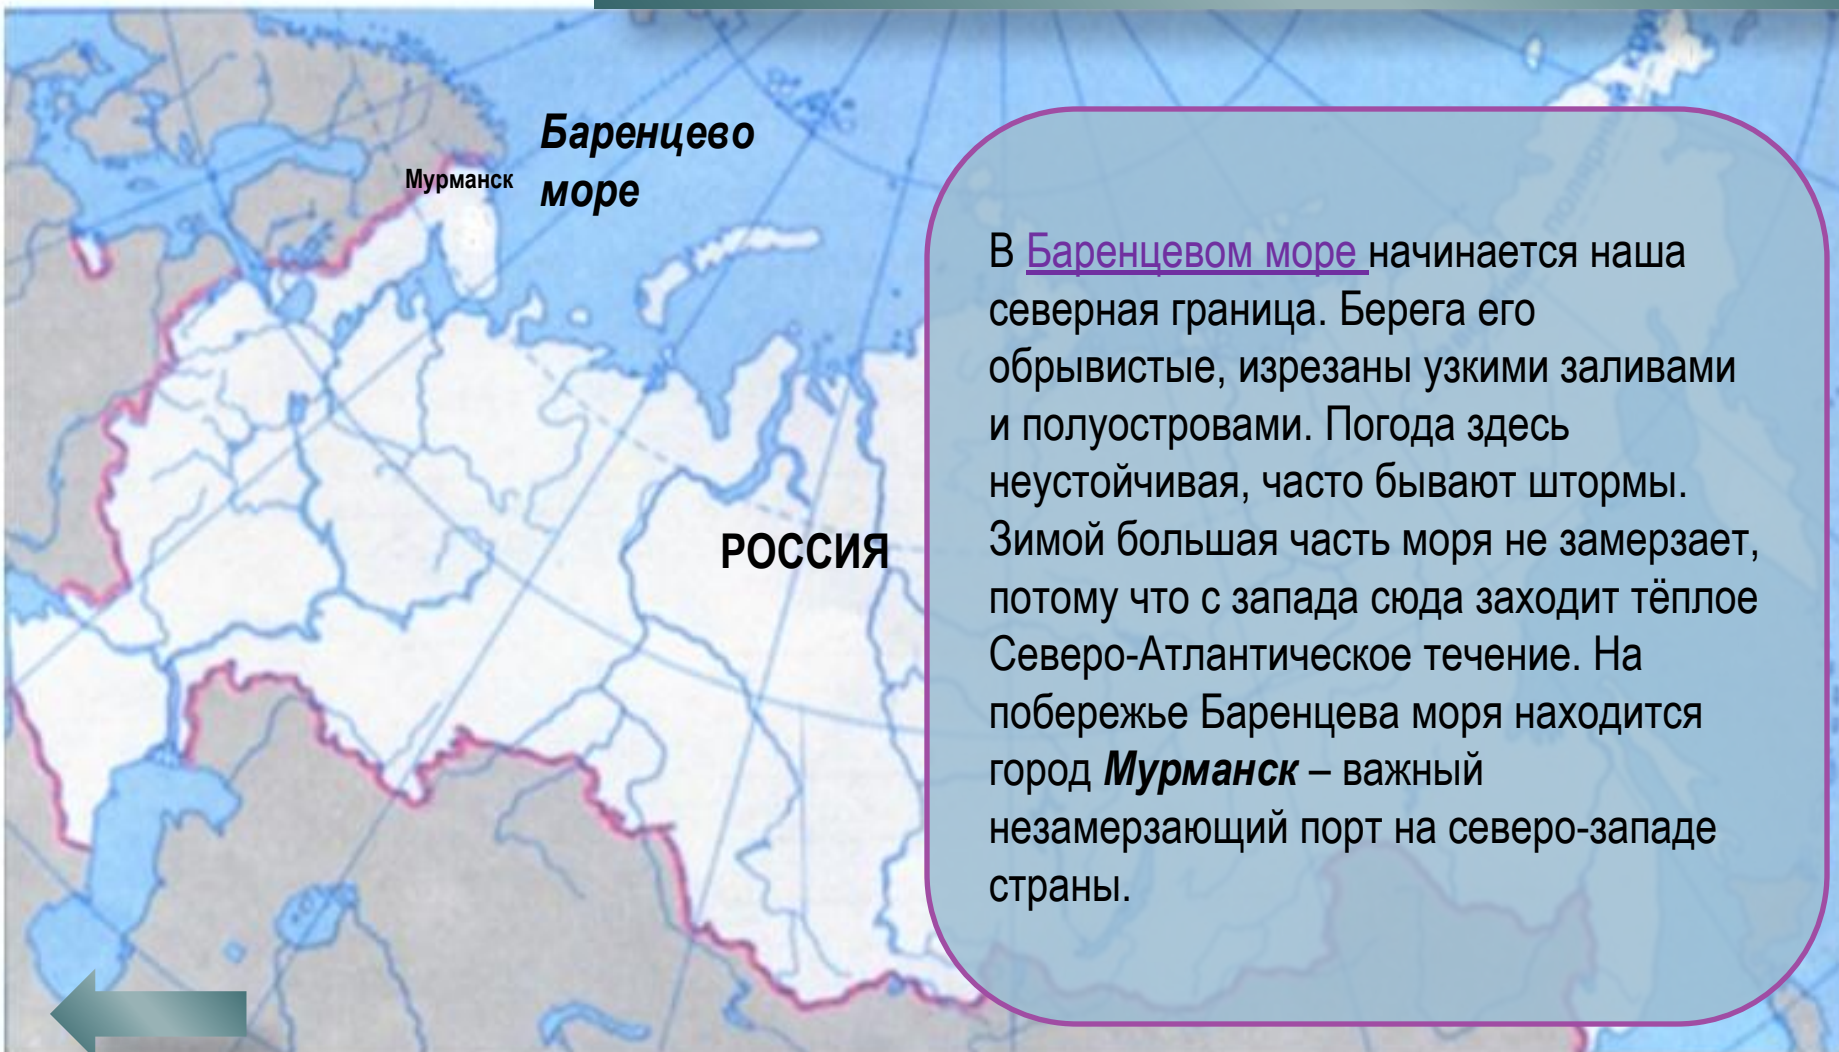 Баренцево
море
Мурманск
РОССИЯ
В Баренцевом море начинается наша
северная граница. Берега его
обрывистые, изрезаны узкими заливами
и полуостровами. Погода здесь
неустойчивая, часто бывают штормы.
Зимой большая часть моря не замерзает,
потому что с запада сюда заходит тёплое
Северо-Атлантическое течение. На
побережье Баренцева моря находится
город Мурманск – важный
незамерзающий порт на северо-западе
страны.